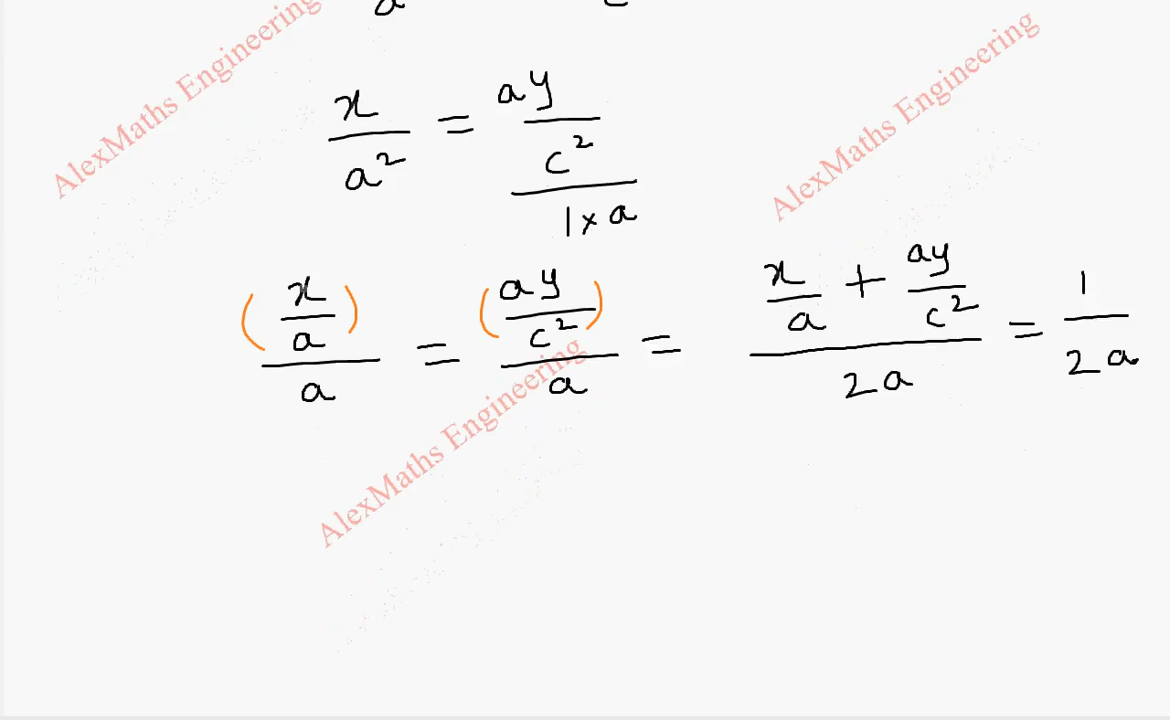 a c
AlexMaths Engineering
AlexMaths Engineering
x/a² = (ay/c²)/(1×a)
(x/a)/a = (ay/c²)/a = (x/a + ay/c²)/2a = 1/2a
AlexMaths Engineering